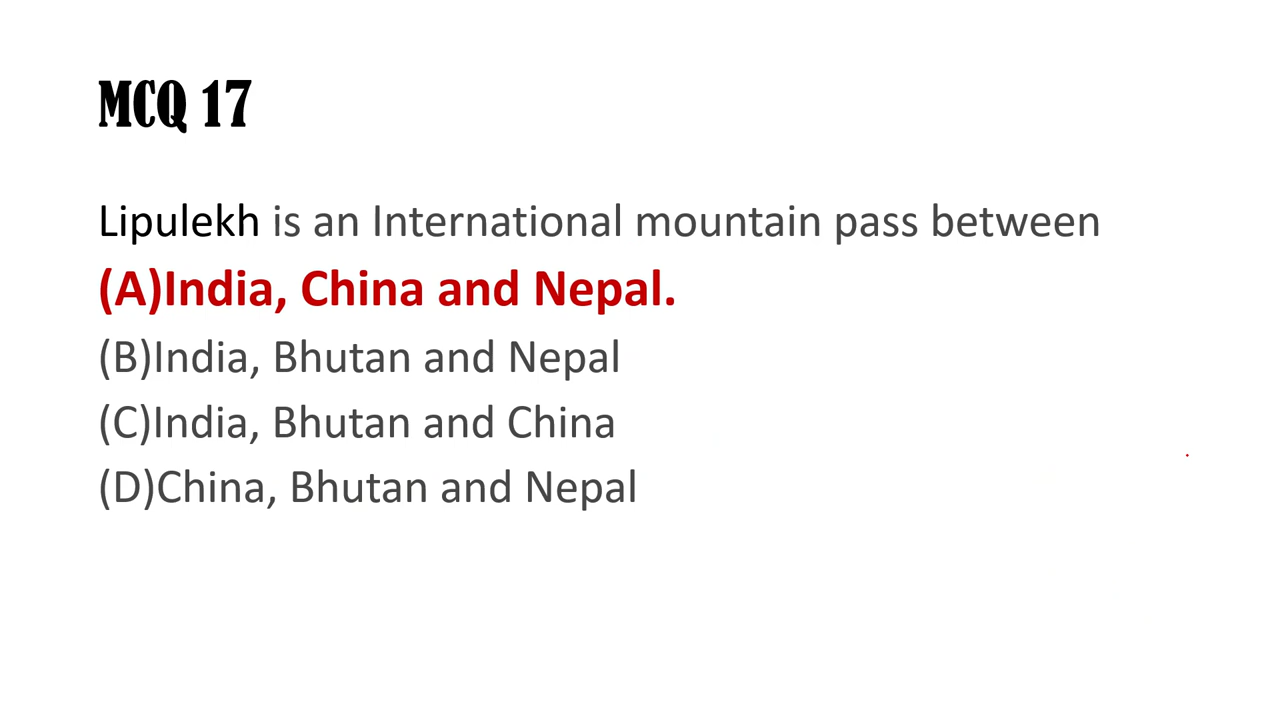 MCQ 17
Lipulekh is an International mountain pass between
(A)India, China and Nepal.
(B)India, Bhutan and Nepal
(C)India, Bhutan and China
(D)China, Bhutan and Nepal